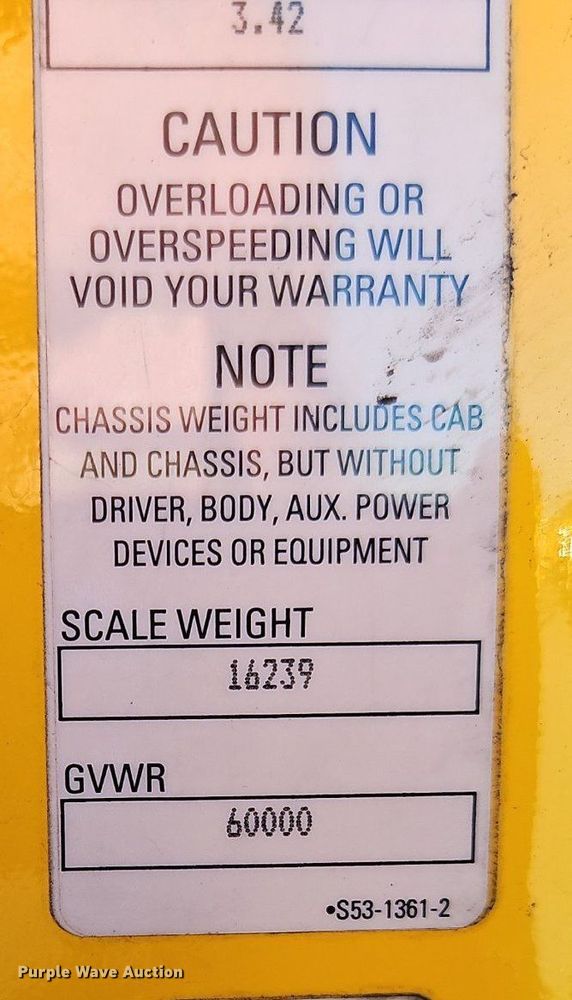 3.42
CAUTION
OVERLOADING OR
OVERSPEEDING WILL
VOID YOUR WARRANTY
NOTE
CHASSIS WEIGHT INCLUDES CAB
AND CHASSIS, BUT WITHOUT
DRIVER, BODY, AUX. POWER
DEVICES OR EQUIPMENT
SCALE WEIGHT
16239
GVWR
60000
•S53-1361-2
Purple Wave Auction